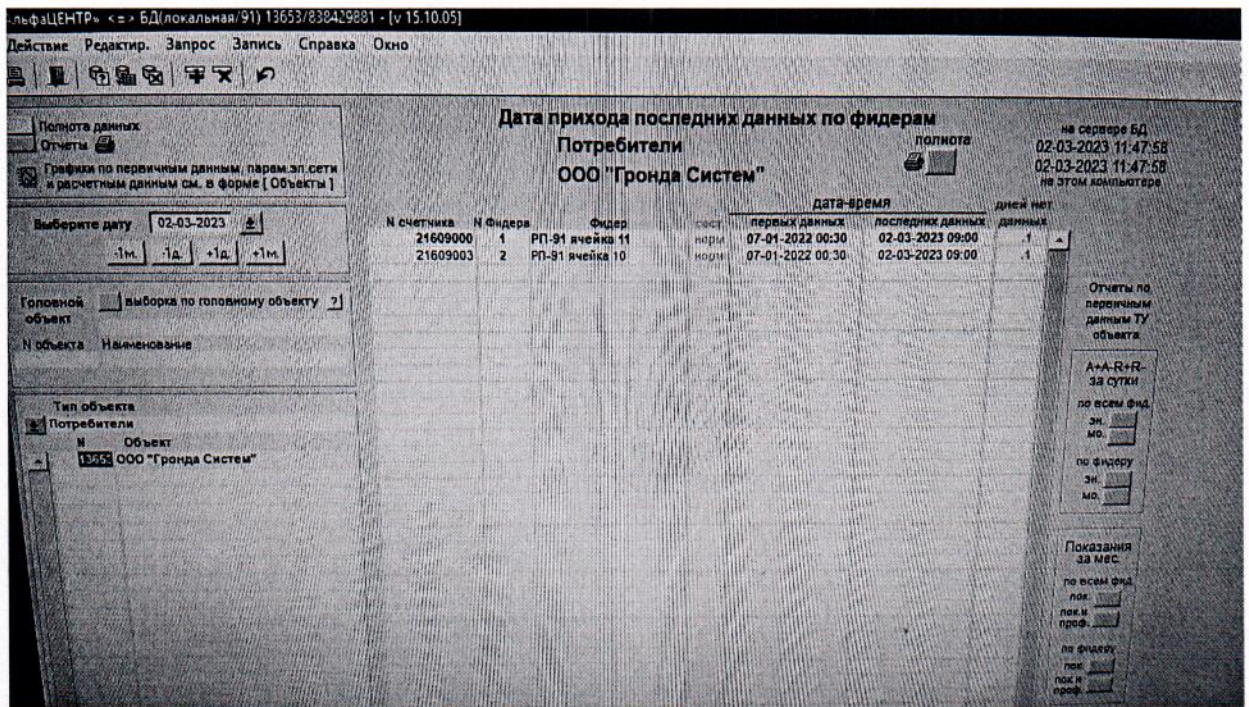 льфаЦЕНТР» <=> БД(локальная/91) 13653/838429881 - [v 15.10.05]
Действие Редактир. Запрос Запись Справка Окно
Полнота данных
Отчеты
Графики по первичным данным, парам.эл.сети
и расчетным данным см. в форме [ Объекты ]
Дата прихода последних данных по фидерам
Потребители
ООО "Гронда Систем"
полнота
на сервере БД
02-03-2023 11:47:58
02-03-2023 11:47:58
на этом компьютере
Выберите дату 02-03-2023
-1м. -1д. +1д. +1м.
Головной объект
выборка по головному объекту ?
N объекта Наименование
Тип объекта
Потребители
N Объект
13653 ООО "Гронда Систем"
дата-время
дней нет данных
N счетчика N Фидера Фидер сост. первых данных последних данных
21609000 1 РП-91 ячейка 11 норм 07-01-2022 00:30 02-03-2023 09:00 .1
21609003 2 РП-91 ячейка 10 норм 07-01-2022 00:30 02-03-2023 09:00 .1
Отчеты по
первичным
данным ТУ
объекта
A+A-R+R-
за сутки
по всем фид.
эн.
мо.
по фидеру
эн.
мо.
Показания
за мес.
по всем фид.
пок.
пок.и
проф.
по фидеру
пок.
пок.и
проф.